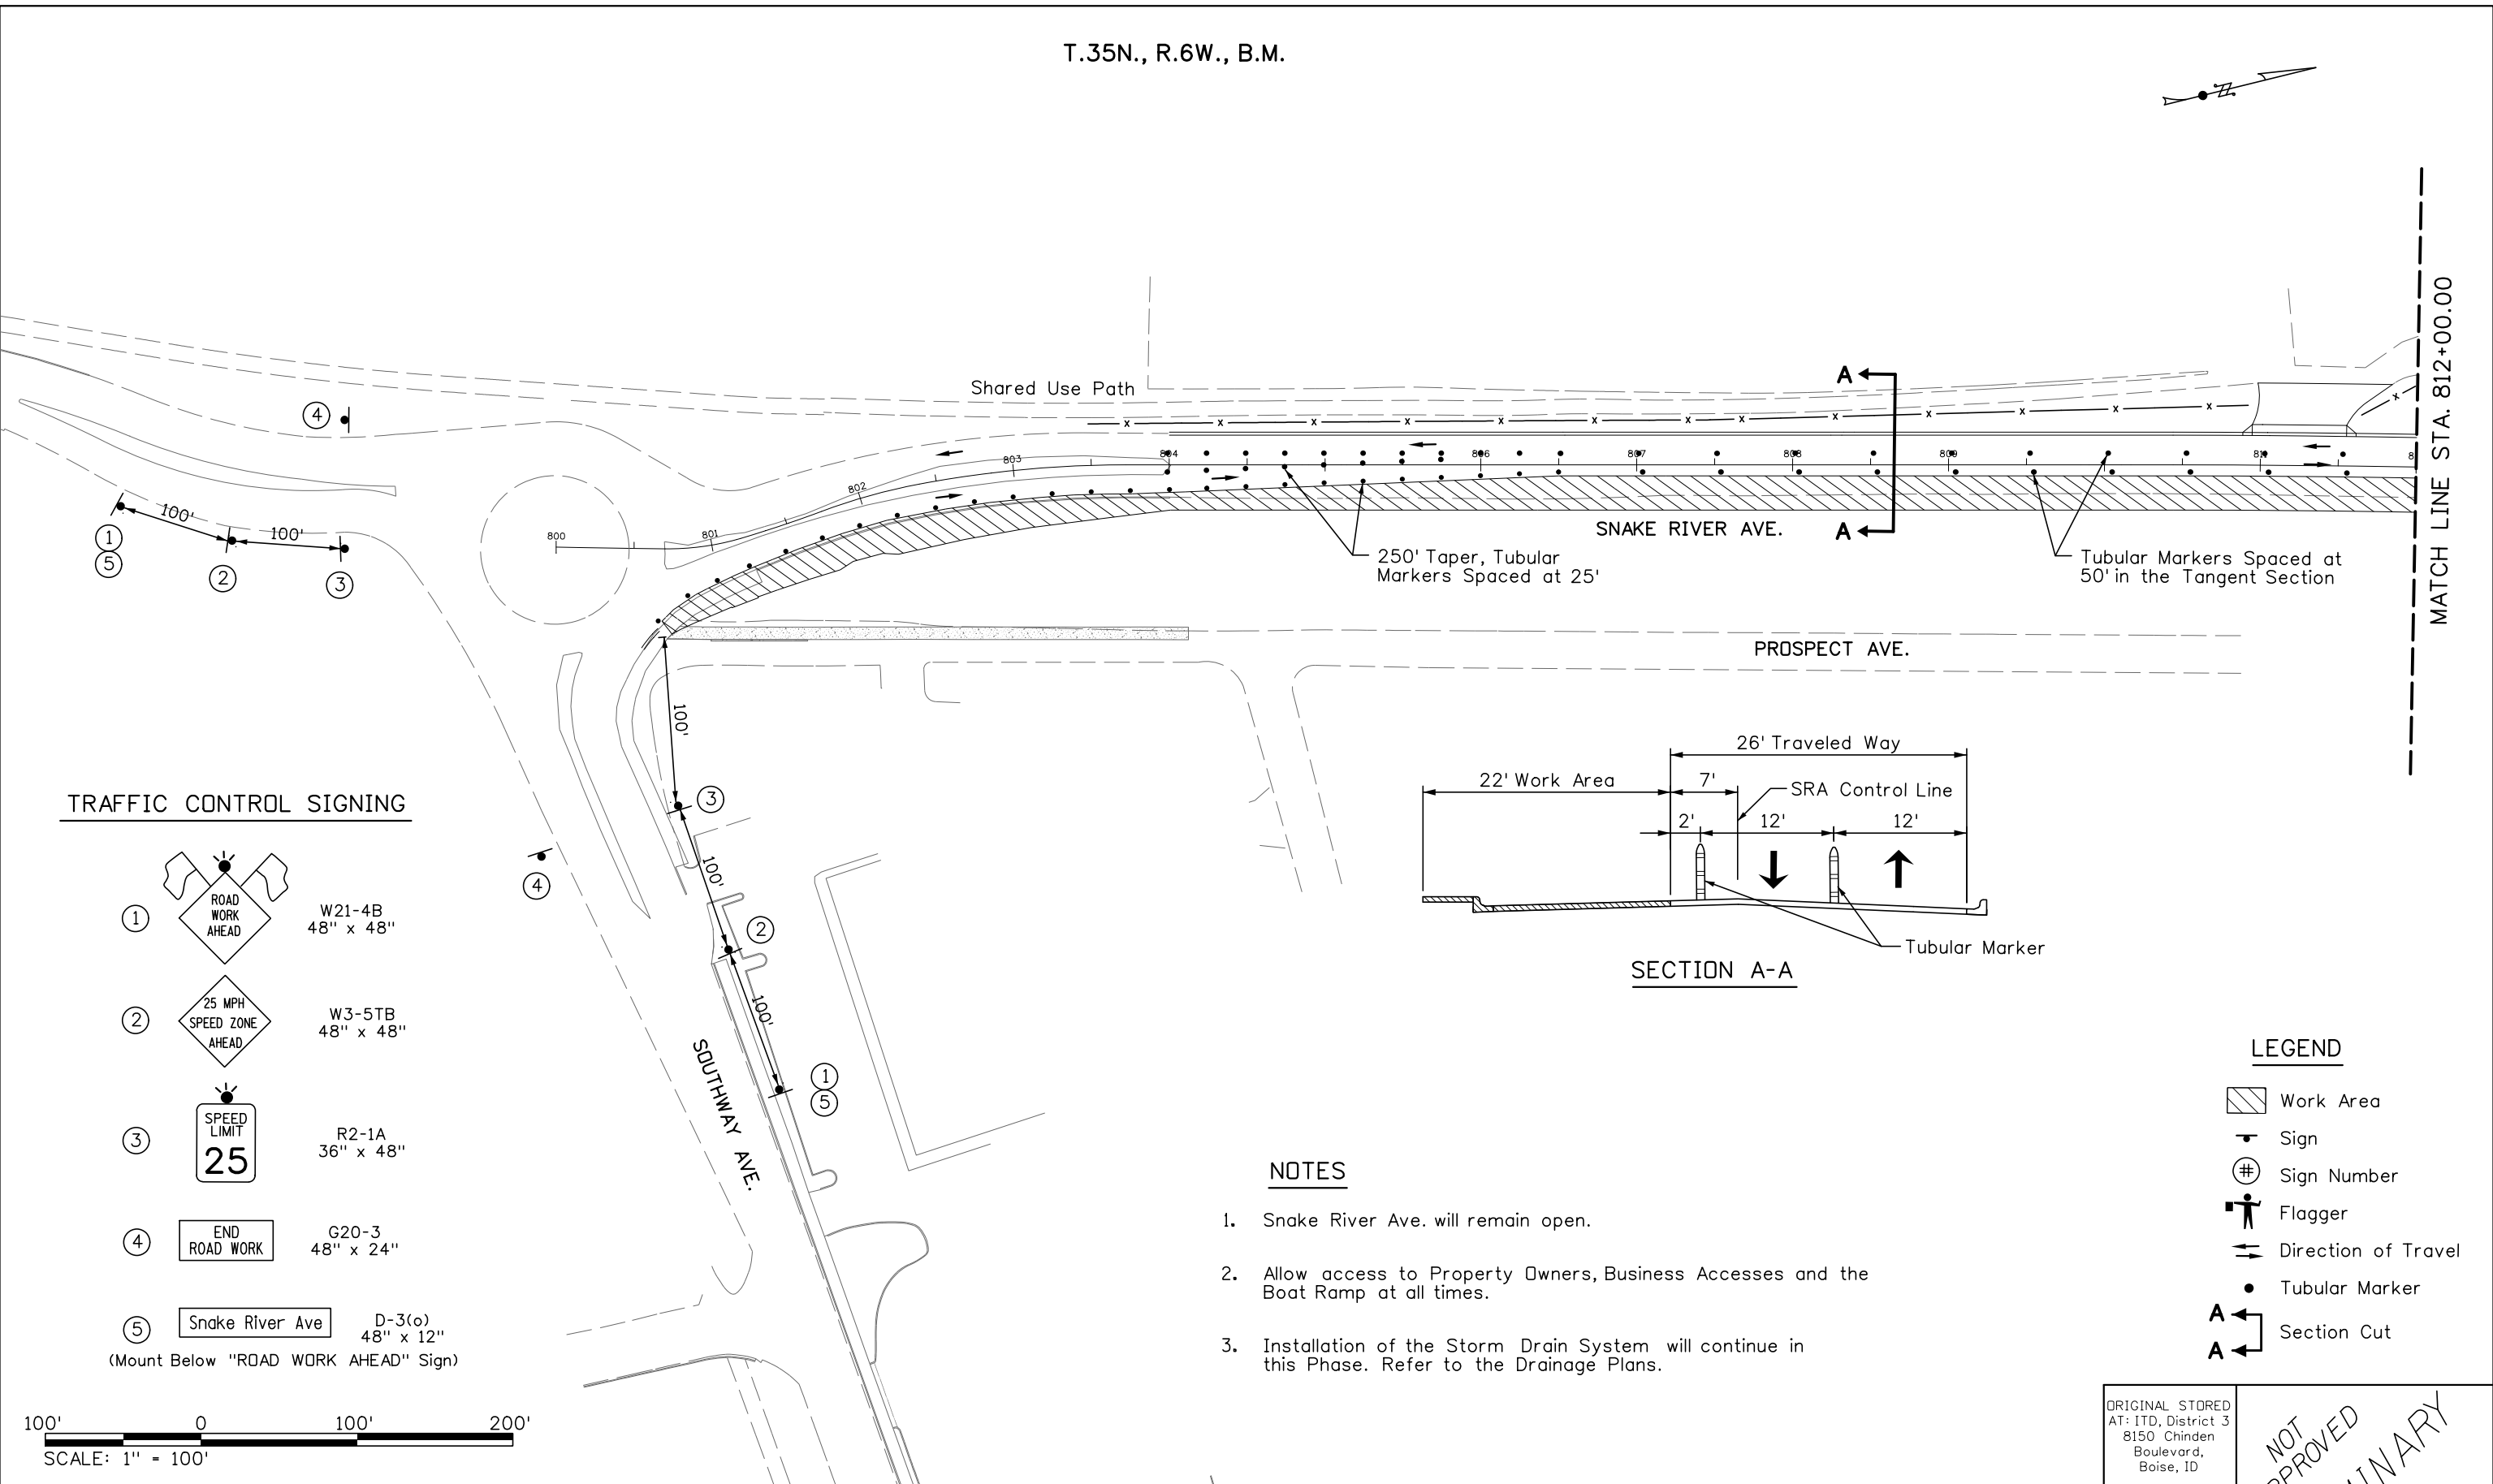 T.35N., R.6W., B.M.
MATCH LINE STA. 812+00.00
Shared Use Path
A
A
4
100'
100'
1
5
2
3
800
801
802
803
804
806
807
808
809
811
8
x x x x x x x x x x x x x
SNAKE RIVER AVE.
250' Taper, Tubular
Markers Spaced at 25'
Tubular Markers Spaced at
50' in the Tangent Section
PROSPECT AVE.
100'
3
100'
4
2
100'
1
5
SOUTHWAY AVE.
26' Traveled Way
22' Work Area
7'
SRA Control Line
2'
12'
12'
Tubular Marker
SECTION A-A
TRAFFIC CONTROL SIGNING
1
ROAD
WORK
AHEAD
W21-4B
48" x 48"
2
25 MPH
SPEED ZONE
AHEAD
W3-5TB
48" x 48"
3
SPEED
LIMIT
25
R2-1A
36" x 48"
4
END
ROAD WORK
G20-3
48" x 24"
5
Snake River Ave
D-3(o)
48" x 12"
(Mount Below "ROAD WORK AHEAD" Sign)
100' 0 100' 200'
SCALE: 1" = 100'
NOTES
1. Snake River Ave. will remain open.
2. Allow access to Property Owners, Business Accesses and the
Boat Ramp at all times.
3. Installation of the Storm Drain System will continue in
this Phase. Refer to the Drainage Plans.
LEGEND
Work Area
Sign
# Sign Number
Flagger
Direction of Travel
Tubular Marker
A
A
Section Cut
ORIGINAL STORED
AT: ITD, District 3
8150 Chinden
Boulevard,
Boise, ID
NOT